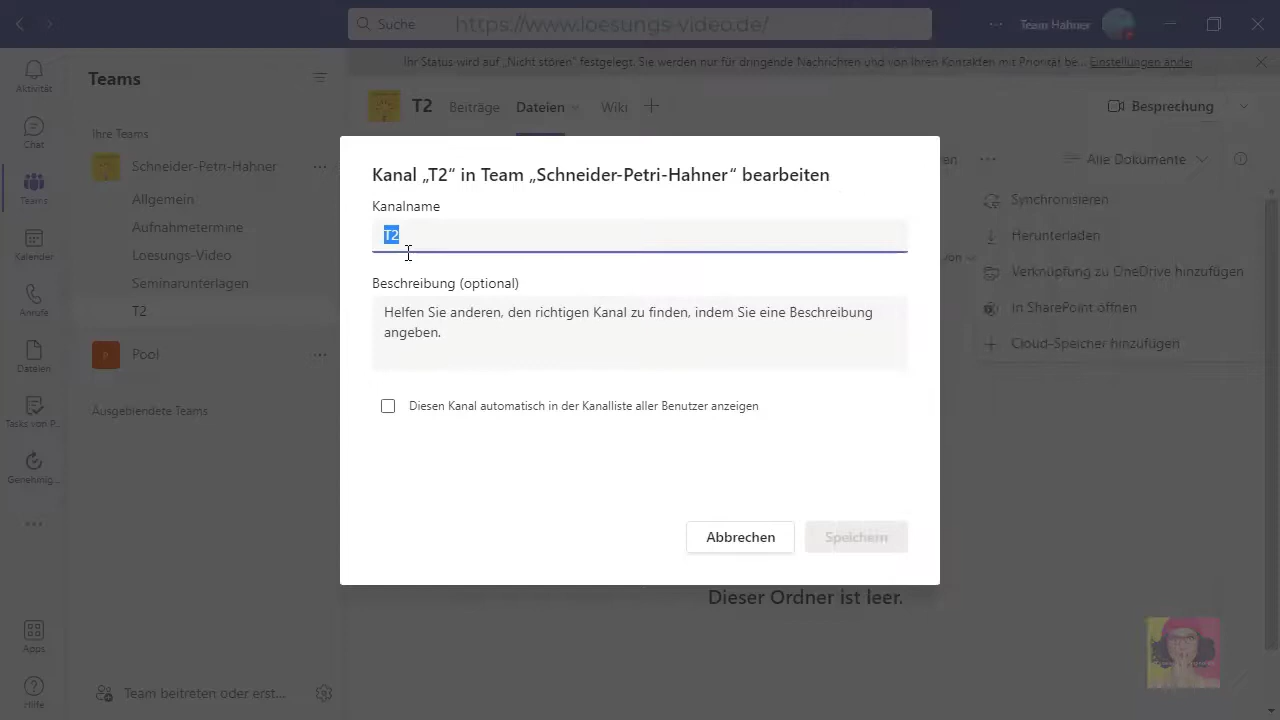 Suche
https://www.loesungs-video.de/
Team Hahner
Ihr Status wird auf „Nicht stören“ festgelegt. Sie werden nur für dringende Nachrichten und von Ihren Kontakten mit Priorität be... Einstellungen änder
Aktivität
Chat
Teams
Kalender
Anrufe
Dateien
Tasks von P...
Genehmig...
Apps
Hilfe
Teams
Ihre Teams
Schneider-Petri-Hahner
Allgemein
Aufnahmetermine
Loesungs-Video
Seminarunterlagen
T2
P
Pool
Ausgeblendete Teams
Team beitreten oder erst...
T2
Beiträge
Dateien
Wiki
Besprechung
en
Alle Dokumente
Synchronisieren
Herunterladen
von
Verknüpfung zu OneDrive hinzufügen
In SharePoint öffnen
Cloud-Speicher hinzufügen
Kanal „T2“ in Team „Schneider-Petri-Hahner“ bearbeiten
Kanalname
T2
Beschreibung (optional)
Helfen Sie anderen, den richtigen Kanal zu finden, indem Sie eine Beschreibung
angeben.
Diesen Kanal automatisch in der Kanalliste aller Benutzer anzeigen
Abbrechen
Speichern
Dieser Ordner ist leer.